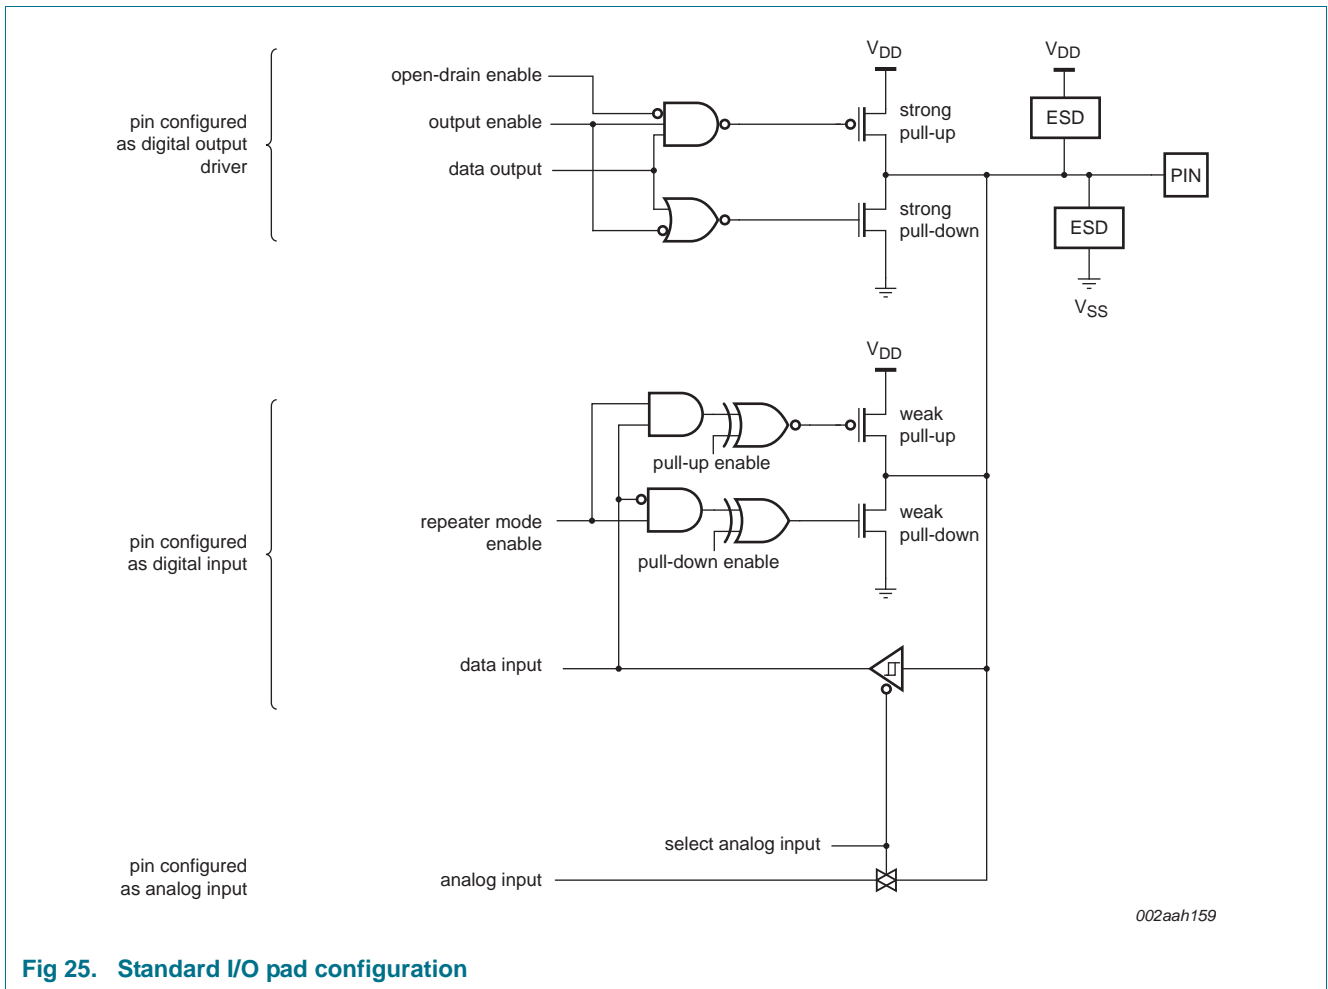 VDD
VDD
open-drain enable
strong
pull-up
ESD
pin configured
as digital output
driver
output enable
data output
PIN
strong
pull-down
ESD
VSS
VDD
weak
pull-up
pull-up enable
repeater mode
enable
weak
pull-down
pin configured
as digital input
pull-down enable
data input
select analog input
pin configured
as analog input
analog input
002aah159
Fig 25. Standard I/O pad configuration